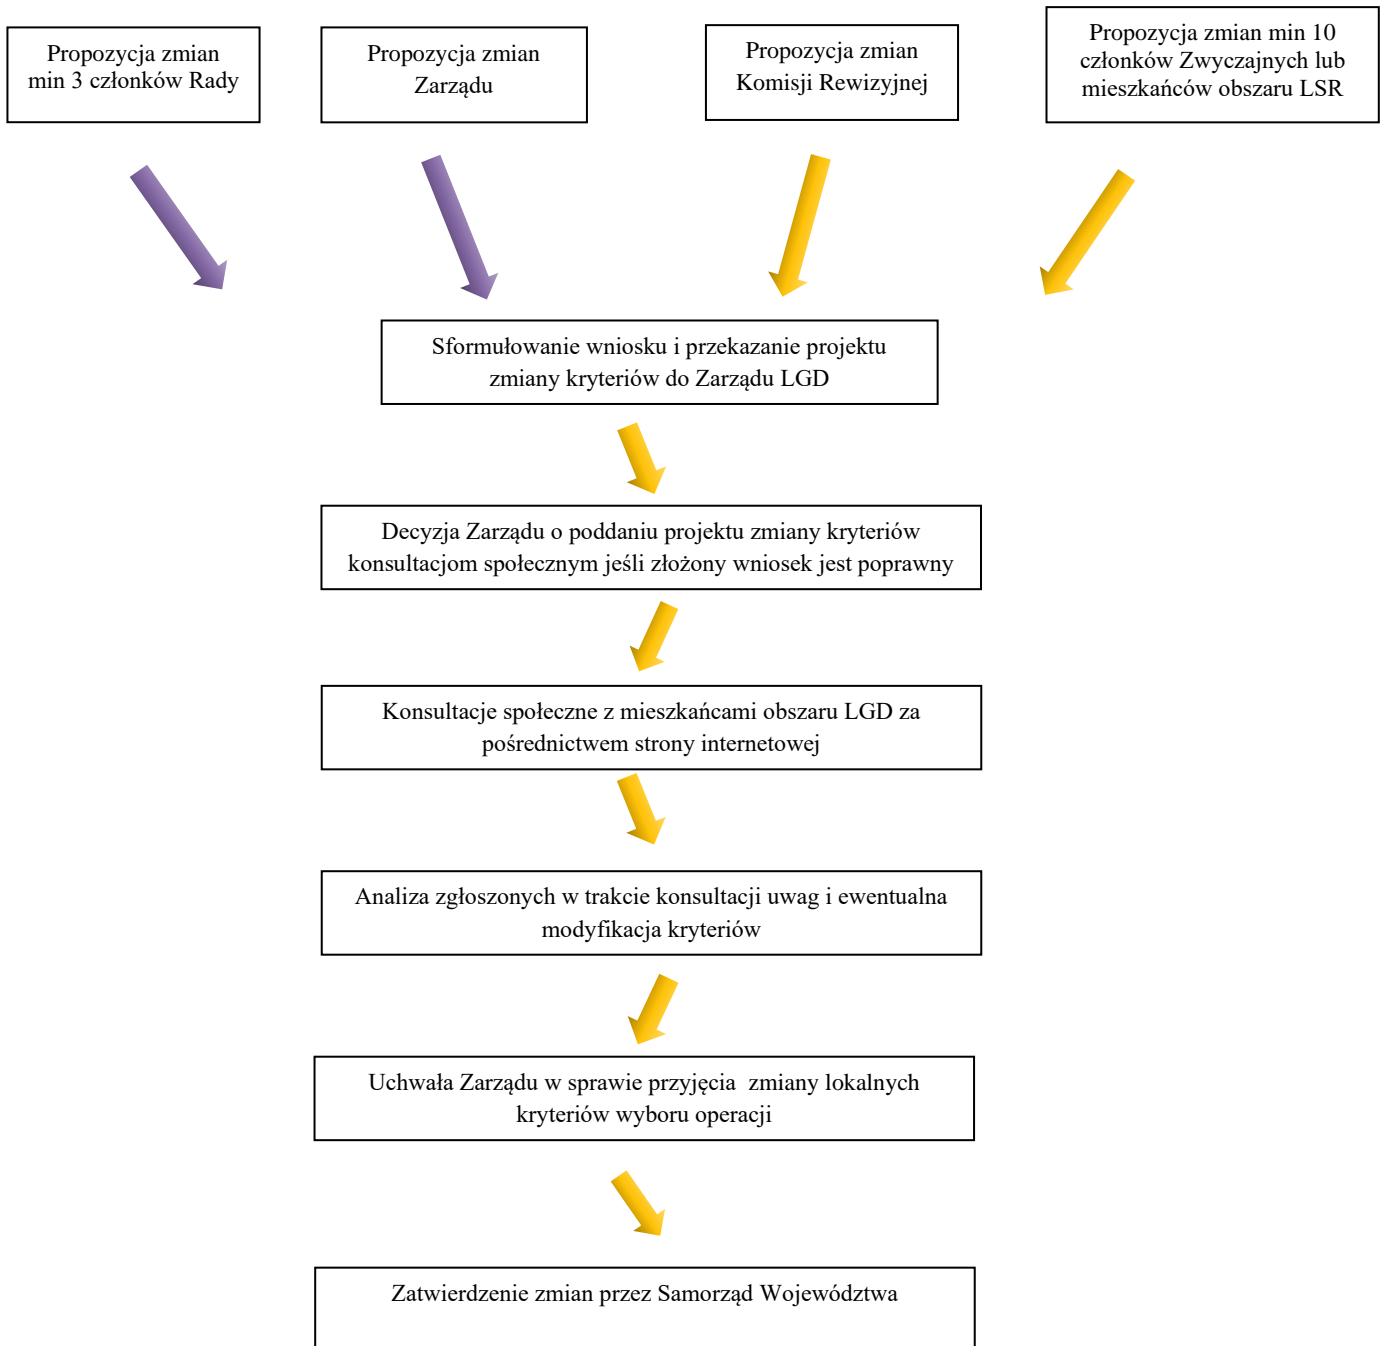 Propozycja zmian
min 3 członków Rady
Propozycja zmian
Zarządu
Propozycja zmian
Komisji Rewizyjnej
Propozycja zmian min 10
członków Zwyczajnych lub
mieszkańców obszaru LSR
Sformułowanie wniosku i przekazanie projektu
zmiany kryteriów do Zarządu LGD
Decyzja Zarządu o poddaniu projektu zmiany kryteriów
konsultacjom społecznym jeśli złożony wniosek jest poprawny
Konsultacje społeczne z mieszkańcami obszaru LGD za
pośrednictwem strony internetowej
Analiza zgłoszonych w trakcie konsultacji uwag i ewentualna
modyfikacja kryteriów
Uchwała Zarządu w sprawie przyjęcia  zmiany lokalnych
kryteriów wyboru operacji
Zatwierdzenie zmian przez Samorząd Województwa